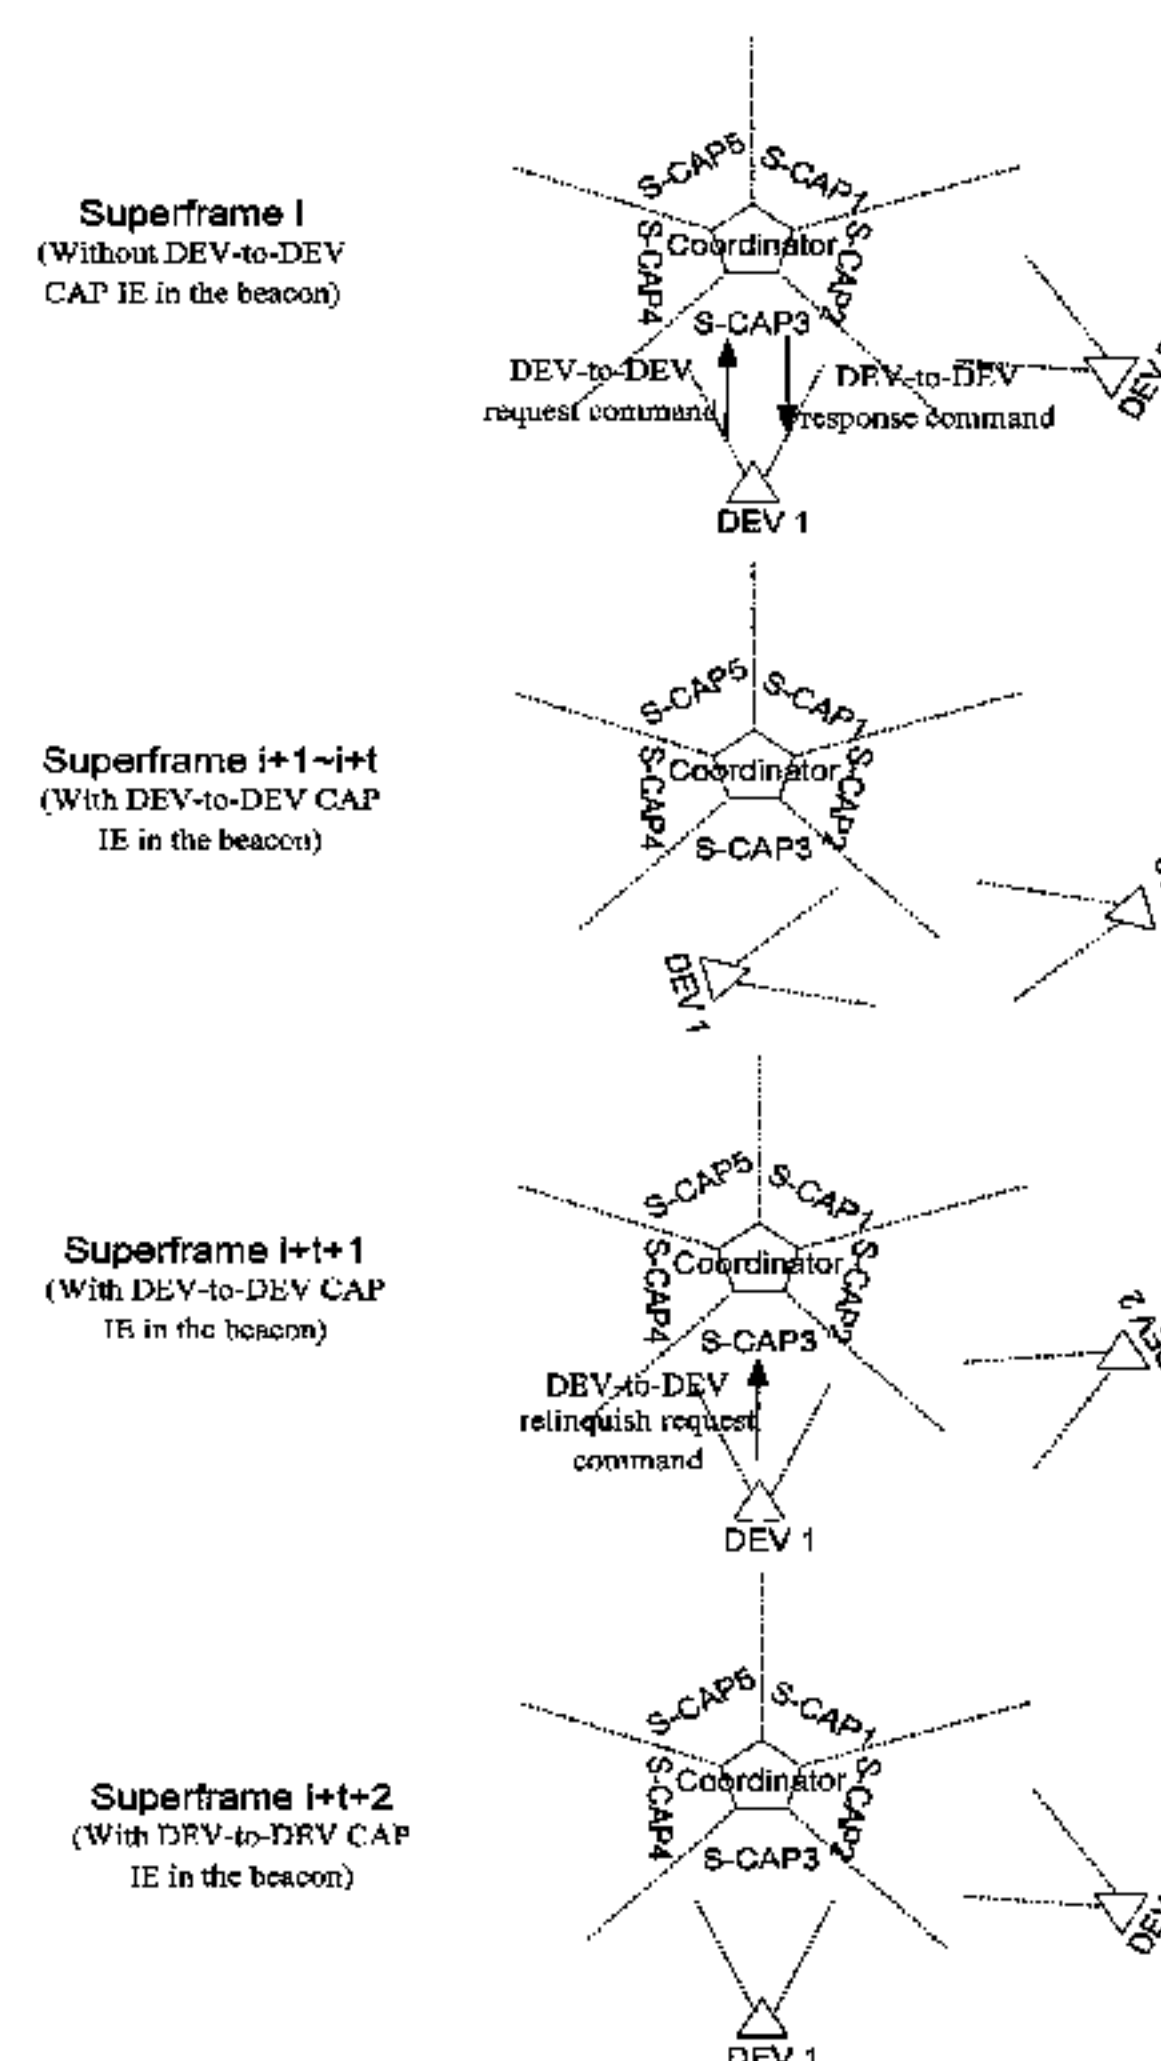 S-CAP5
S-CAP1
Superframe I
(Without DEV-to-DEV
CAP IE in the beacon)
S-CAP4
Coordinator
S-CAP2
S-CAP3
DEV-to-DEV
request command
DEV-to-DEV
response command
DEV 1
S-CAP5
S-CAP1
Superframe i+1~i+t
(With DEV-to-DEV CAP
IE in the beacon)
S-CAP4
Coordinator
S-CAP2
S-CAP3
DEV 1
S-CAP5
S-CAP1
Superframe i+t+1
(With DEV-to-DEV CAP
IE in the beacon)
S-CAP4
Coordinator
S-CAP2
S-CAP3
DEV-to-DEV
relinquish request
command
DEV 1
S-CAP5
S-CAP1
Superframe i+t+2
(With DEV-to-DEV CAP
IE in the beacon)
S-CAP4
Coordinator
S-CAP2
S-CAP3
DEV 1